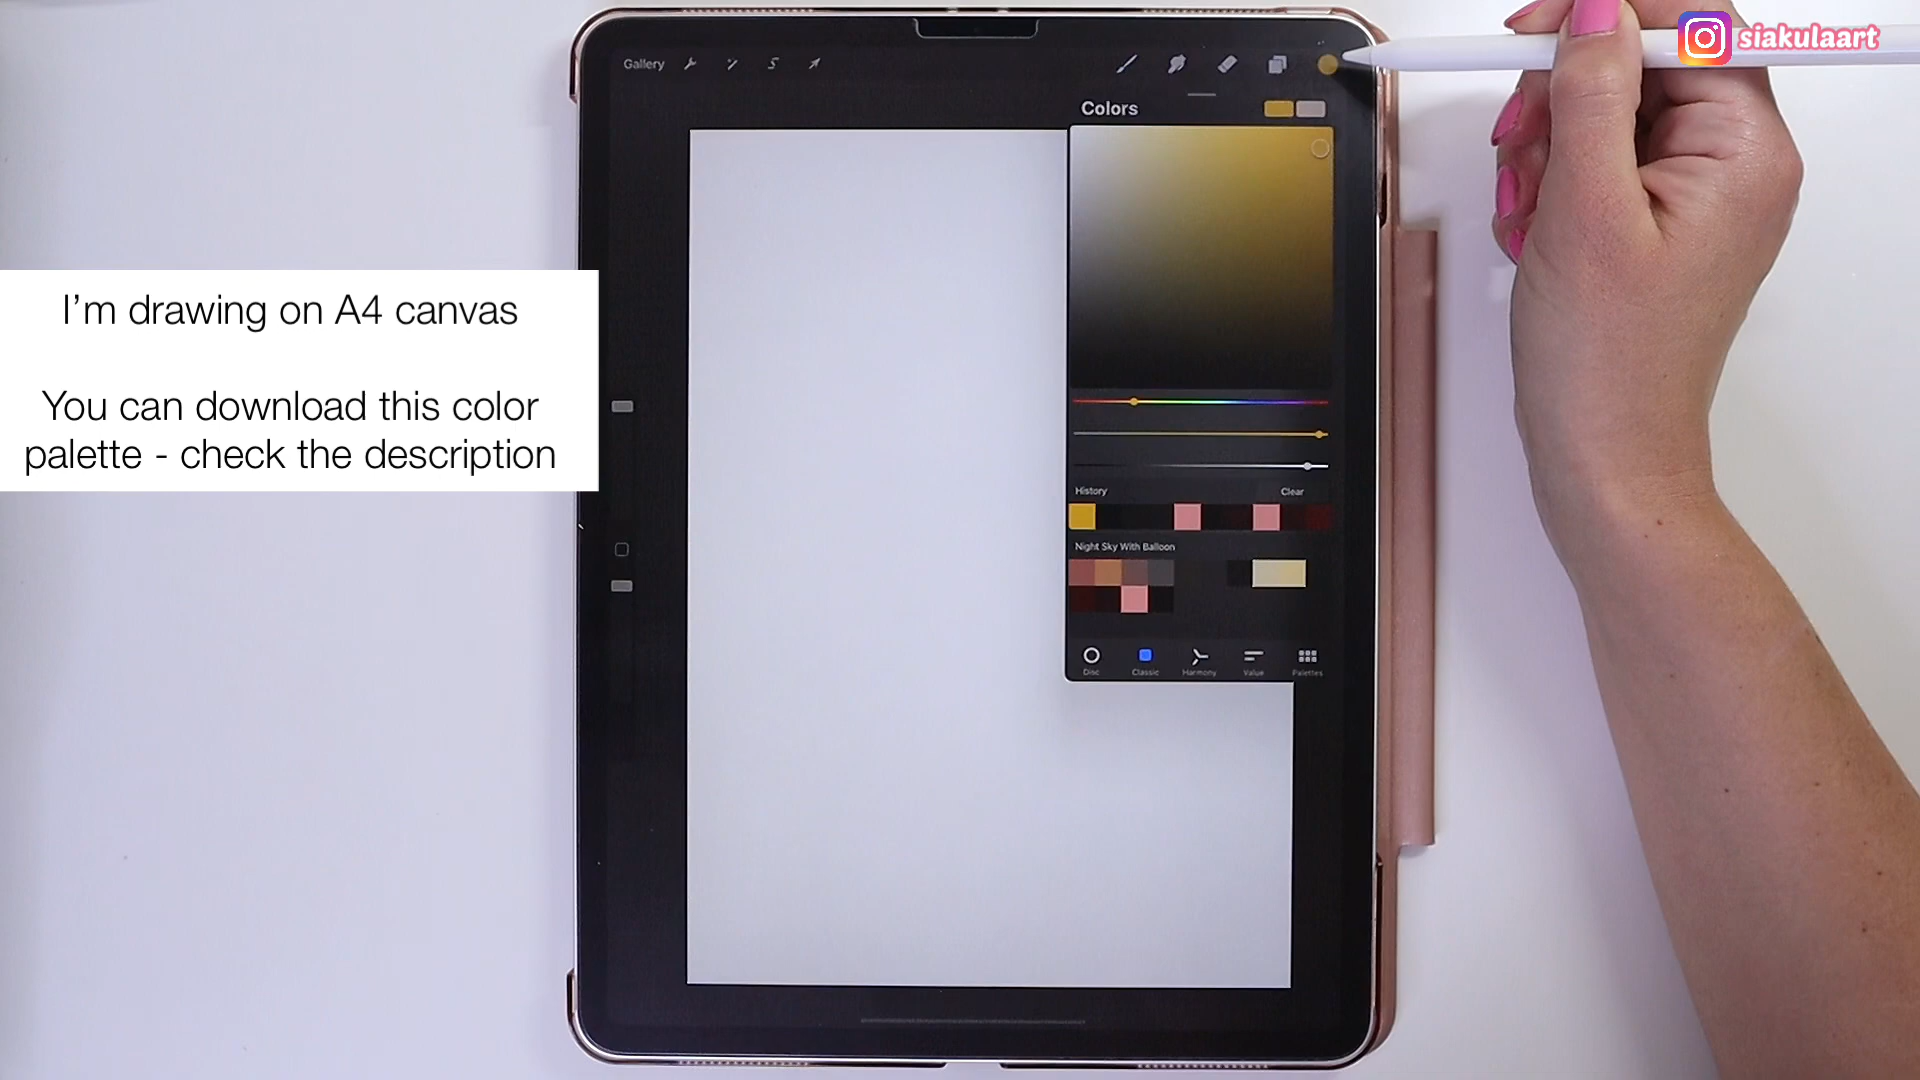 siakulaart
Gallery
Colors
I'm drawing on A4 canvas
You can download this color
palette - check the description
History Clear
Night Sky With Balloon
Disc Classic Harmony Value Palettes